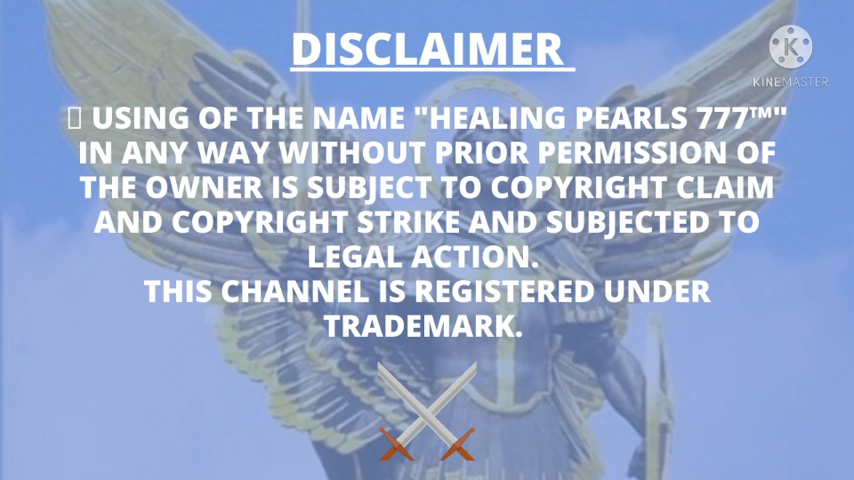 DISCLAIMER
KINEMASTER
USING OF THE NAME "HEALING PEARLS 777™"
IN ANY WAY WITHOUT PRIOR PERMISSION OF
THE OWNER IS SUBJECT TO COPYRIGHT CLAIM
AND COPYRIGHT STRIKE AND SUBJECTED TO
LEGAL ACTION.
THIS CHANNEL IS REGISTERED UNDER
TRADEMARK.